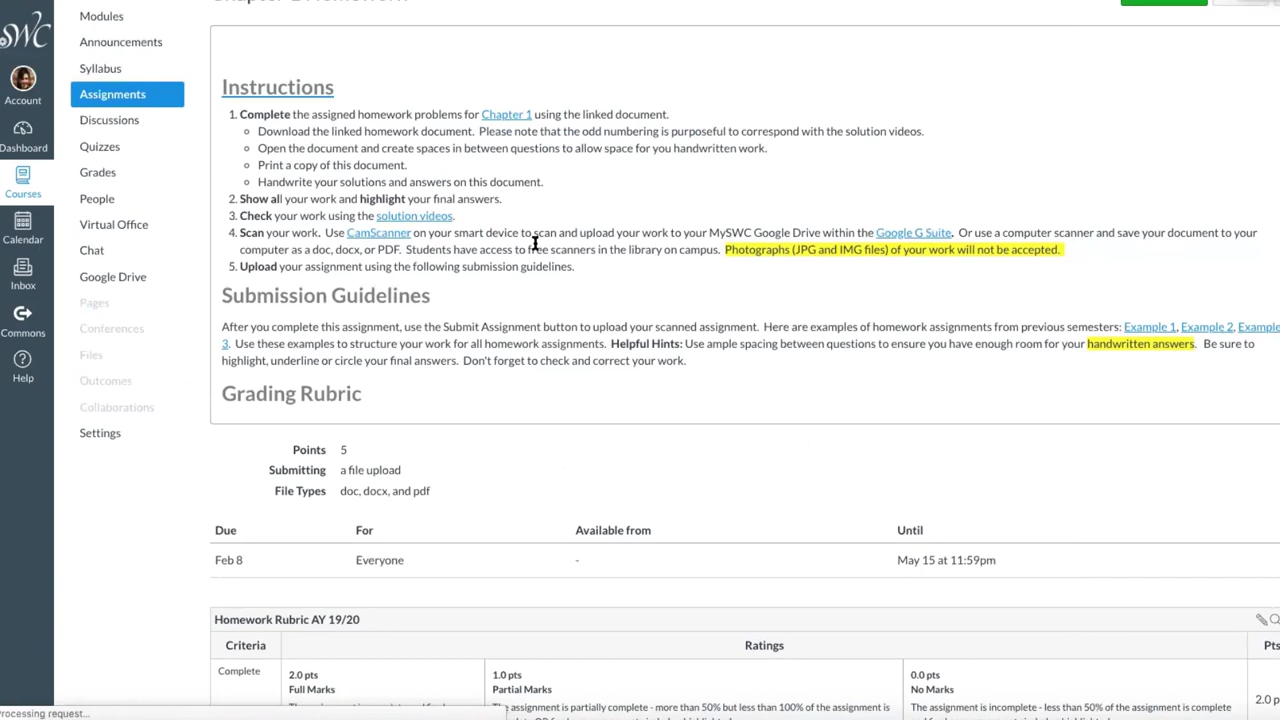 SWC
Account
Dashboard
Courses
Calendar
Inbox
Commons
Help
Modules
Announcements
Syllabus
Assignments
Discussions
Quizzes
Grades
People
Virtual Office
Chat
Google Drive
Pages
Conferences
Files
Outcomes
Collaborations
Settings
Instructions
1. Complete the assigned homework problems for Chapter 1 using the linked document.
Download the linked homework document. Please note that the odd numbering is purposeful to correspond with the solution videos.
Open the document and create spaces in between questions to allow space for you handwritten work.
Print a copy of this document.
Handwrite your solutions and answers on this document.
2. Show all your work and highlight your final answers.
3. Check your work using the solution videos.
4. Scan your work. Use CamScanner on your smart device to scan and upload your work to your MySWC Google Drive within the Google G Suite. Or use a computer scanner and save your document to your
computer as a doc, docx, or PDF. Students have access to free scanners in the library on campus. Photographs (JPG and IMG files) of your work will not be accepted.
5. Upload your assignment using the following submission guidelines.
Submission Guidelines
After you complete this assignment, use the Submit Assignment button to upload your scanned assignment. Here are examples of homework assignments from previous semesters: Example 1, Example 2, Example
3. Use these examples to structure your work for all homework assignments. Helpful Hints: Use ample spacing between questions to ensure you have enough room for your handwritten answers. Be sure to
highlight, underline or circle your final answers. Don't forget to check and correct your work.
Grading Rubric
Points 5
Submitting a file upload
File Types doc, docx, and pdf
Due For Available from Until
Feb 8 Everyone - May 15 at 11:59pm
Homework Rubric AY 19/20
Criteria Ratings Pts
Complete
2.0 pts
Full Marks
1.0 pts
Partial Marks
The assignment is partially complete - more than 50% but less than 100% of the assignment is
0.0 pts
No Marks
The assignment is incomplete - less than 50% of the assignment is
2.0 p
Processing request...